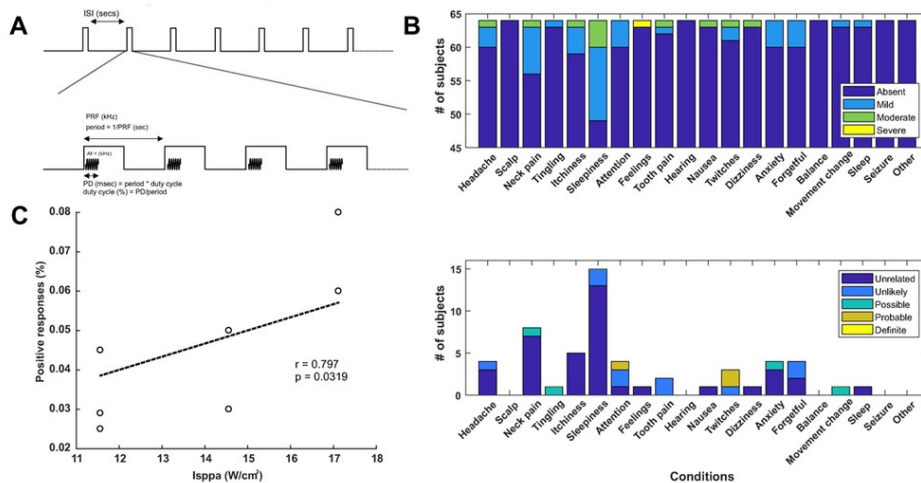 A
ISI (secs)
PRF (kHz)
period = 1/PRF (sec)
Af = (kHz)
PD (msec) = period * duty cycle
duty cycle (%) = PD/period
B
65
60
55
50
45
# of subjects
Absent
Mild
Moderate
Severe
Headache
Scalp
Neck pain
Tingling
Itchiness
Sleepiness
Attention
Feelings
Tooth pain
Hearing
Nausea
Twitches
Dizziness
Anxiety
Forgetful
Balance
Movement change
Sleep
Seizure
Other
15
10
5
0
# of subjects
Unrelated
Unlikely
Possible
Probable
Definite
Headache
Scalp
Neck pain
Tingling
Itchiness
Sleepiness
Attention
Feelings
Tooth pain
Hearing
Nausea
Twitches
Dizziness
Anxiety
Forgetful
Balance
Movement change
Sleep
Seizure
Other
Conditions
C
0.08
0.07
0.06
0.05
0.04
0.03
0.02
Positive responses (%)
r = 0.797
p = 0.0319
11 12 13 14 15 16 17 18
Isppa (W/cm²)